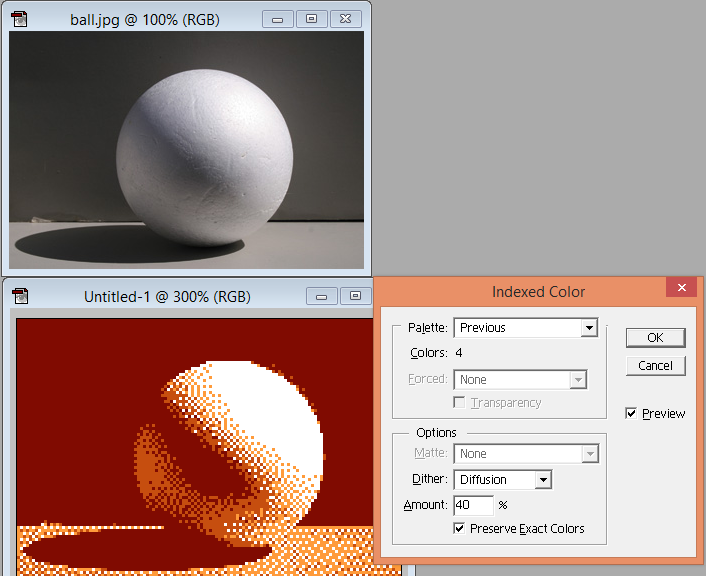 ball.jpg @ 100% (RGB)
Untitled-1 @ 300% (RGB)
Indexed Color
Palette: Previous
Colors: 4
Forced: None
Transparency
OK
Cancel
Preview
Options
Matte: None
Dither: Diffusion
Amount: 40 %
Preserve Exact Colors